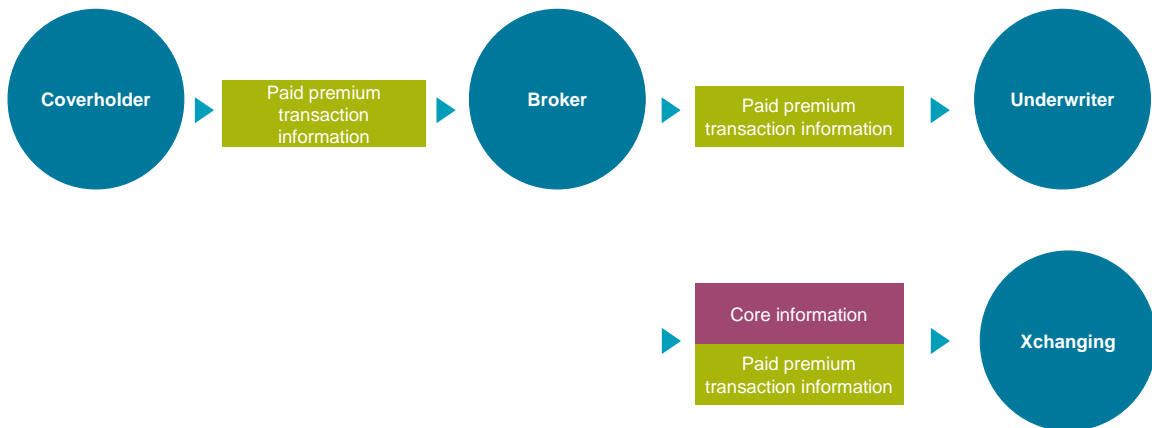 Coverholder
Paid premium
transaction
information
Broker
Paid premium
transaction information
Underwriter
Core information
Paid premium
transaction information
Xchanging